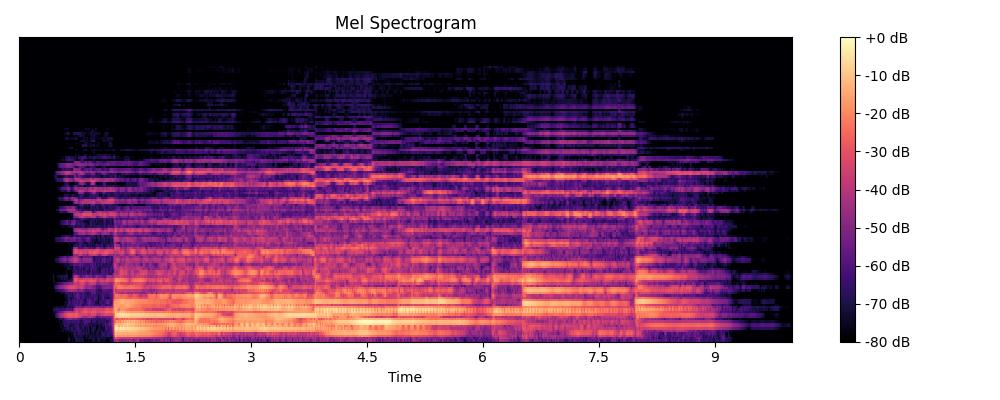 Mel Spectrogram
+0 dB
-10 dB
-20 dB
-30 dB
-40 dB
-50 dB
-60 dB
-70 dB
-80 dB
0 1.5 3 4.5 6 7.5 9
Time